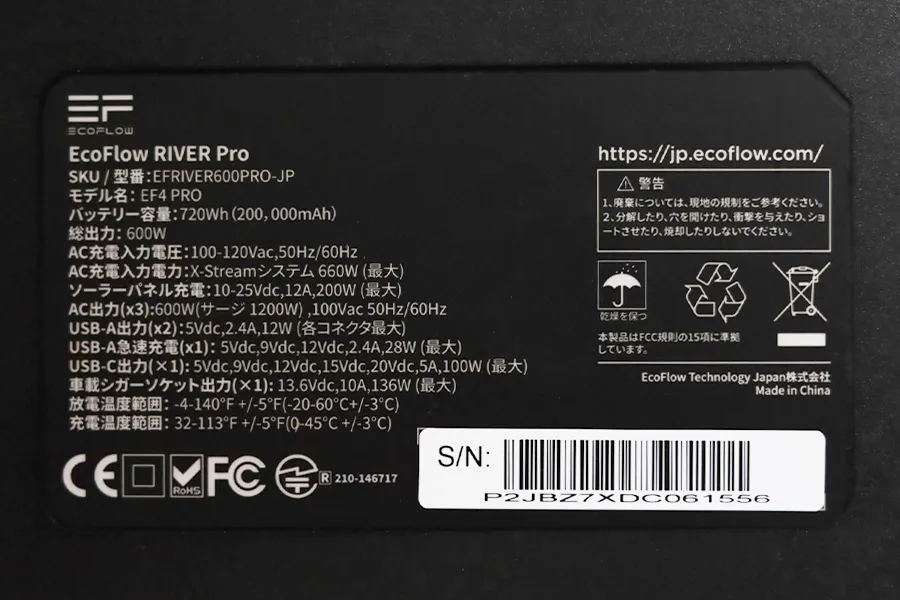 EF
ECOFLOW
EcoFlow RIVER Pro
SKU / 型番:EFRIVER600PRO-JP
モデル名: EF4 PRO
バッテリー容量:720Wh (200, 000mAh)
総出力: 600W
AC充電入力電圧:100-120Vac,50Hz/60Hz
AC充電入力電力:X-Streamシステム 660W (最大)
ソーラーパネル充電:10-25Vdc,12A,200W (最大)
AC出力(x3):600W(サージ 1200W) ,100Vac 50Hz/60Hz
USB-A出力(x2):5Vdc,2.4A,12W (各コネクタ最大)
USB-A急速充電(x1): 5Vdc,9Vdc,12Vdc,2.4A,28W (最大)
USB-C出力(×1): 5Vdc,9Vdc,12Vdc,15Vdc,20Vdc,5A,100W (最大)
車載シガーソケット出力(×1): 13.6Vdc,10A,136W (最大)
放電温度範囲: -4-140°F +/-5°F(-20-60°C+/-3°C)
充電温度範囲: 32-113°F +/-5°F(0-45°C +/-3°C)
CE
RoHS
FC
R 210-146717
https://jp.ecoflow.com/
警告
1、廃棄については、現地の規制をご参考ください。
2、分解したり、穴を開けたり、衝撃を与えたり、ショ
ートさせたり、焼却したりしないでください。
乾燥を保つ
本製品はFCC規則の15項に準拠
しています。
EcoFlow Technology Japan株式会社
Made in China
S/N:
P2JBZ7XDC061556